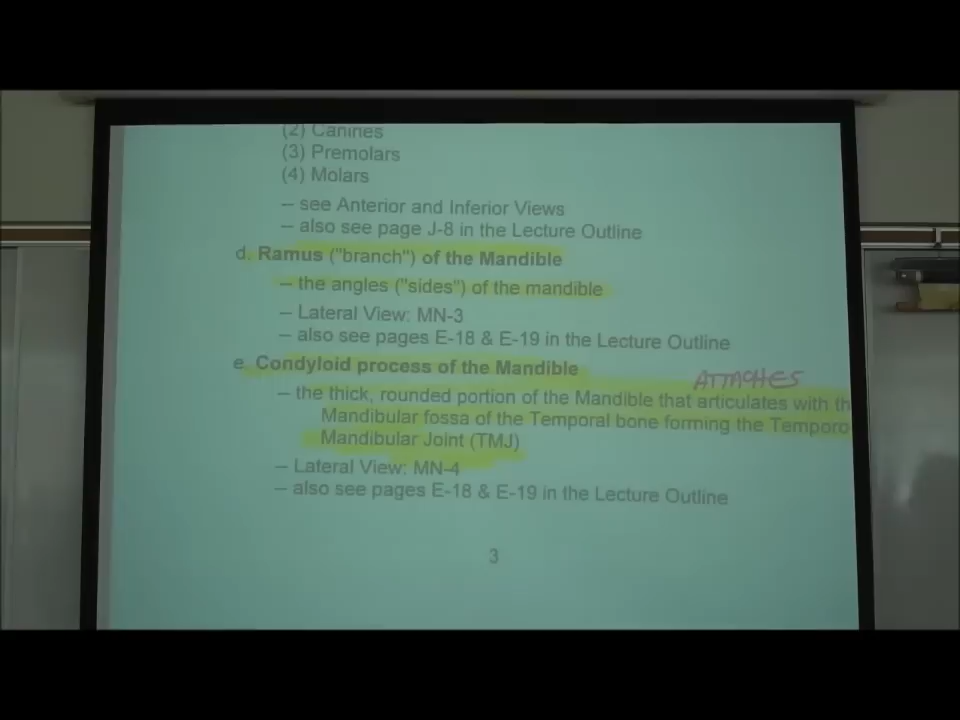 (2) Canines
(3) Premolars
(4) Molars
– see Anterior and Inferior Views
– also see page J-8 in the Lecture Outline
d. Ramus ("branch") of the Mandible
– the angles ("sides") of the mandible
– Lateral View: MN-3
– also see pages E-18 & E-19 in the Lecture Outline
e. Condyloid process of the Mandible
ATTACHES
– the thick, rounded portion of the Mandible that articulates with th
Mandibular fossa of the Temporal bone forming the Temporo
Mandibular Joint (TMJ)
– Lateral View: MN-4
– also see pages E-18 & E-19 in the Lecture Outline
3